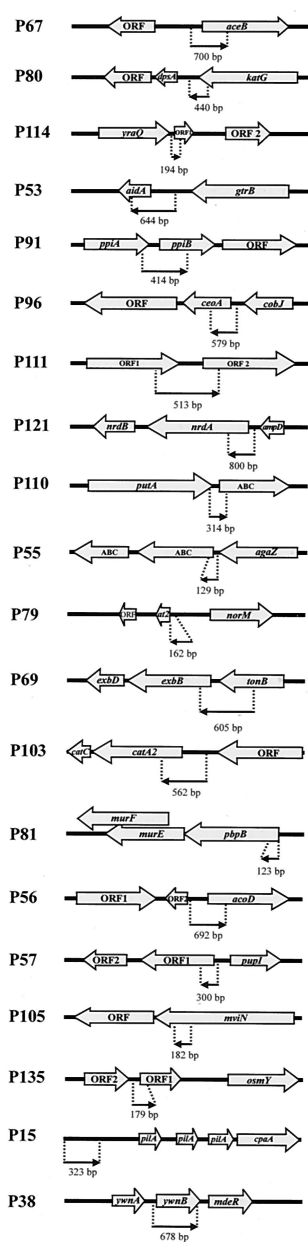 P67 ORF aceB
700 bp
P80 ORF dpsA katG
440 bp
P114 yraQ ORF1 ORF 2
194 bp
P53 aidA gtrB
644 bp
P91 ppiA ppiB ORF
414 bp
P96 ORF ceoA cobJ
579 bp
P111 ORF1 ORF 2
513 bp
P121 nrdB nrdA ampD
800 bp
P110 putA ABC
314 bp
P55 ABC ABC agaZ
129 bp
P79 ORF at2 norM
162 bp
P69 exbD exbB tonB
605 bp
P103 catC catA2 ORF
562 bp
murF
P81 murE pbpB
123 bp
P56 ORF1 ORF2 acoD
692 bp
P57 ORF2 ORF1 pupI
300 bp
P105 ORF mviN
182 bp
P135 ORF2 ORF1 osmY
179 bp
P15 pilA pilA pilA cpaA
323 bp
P38 ywnA ywnB mdeR
678 bp